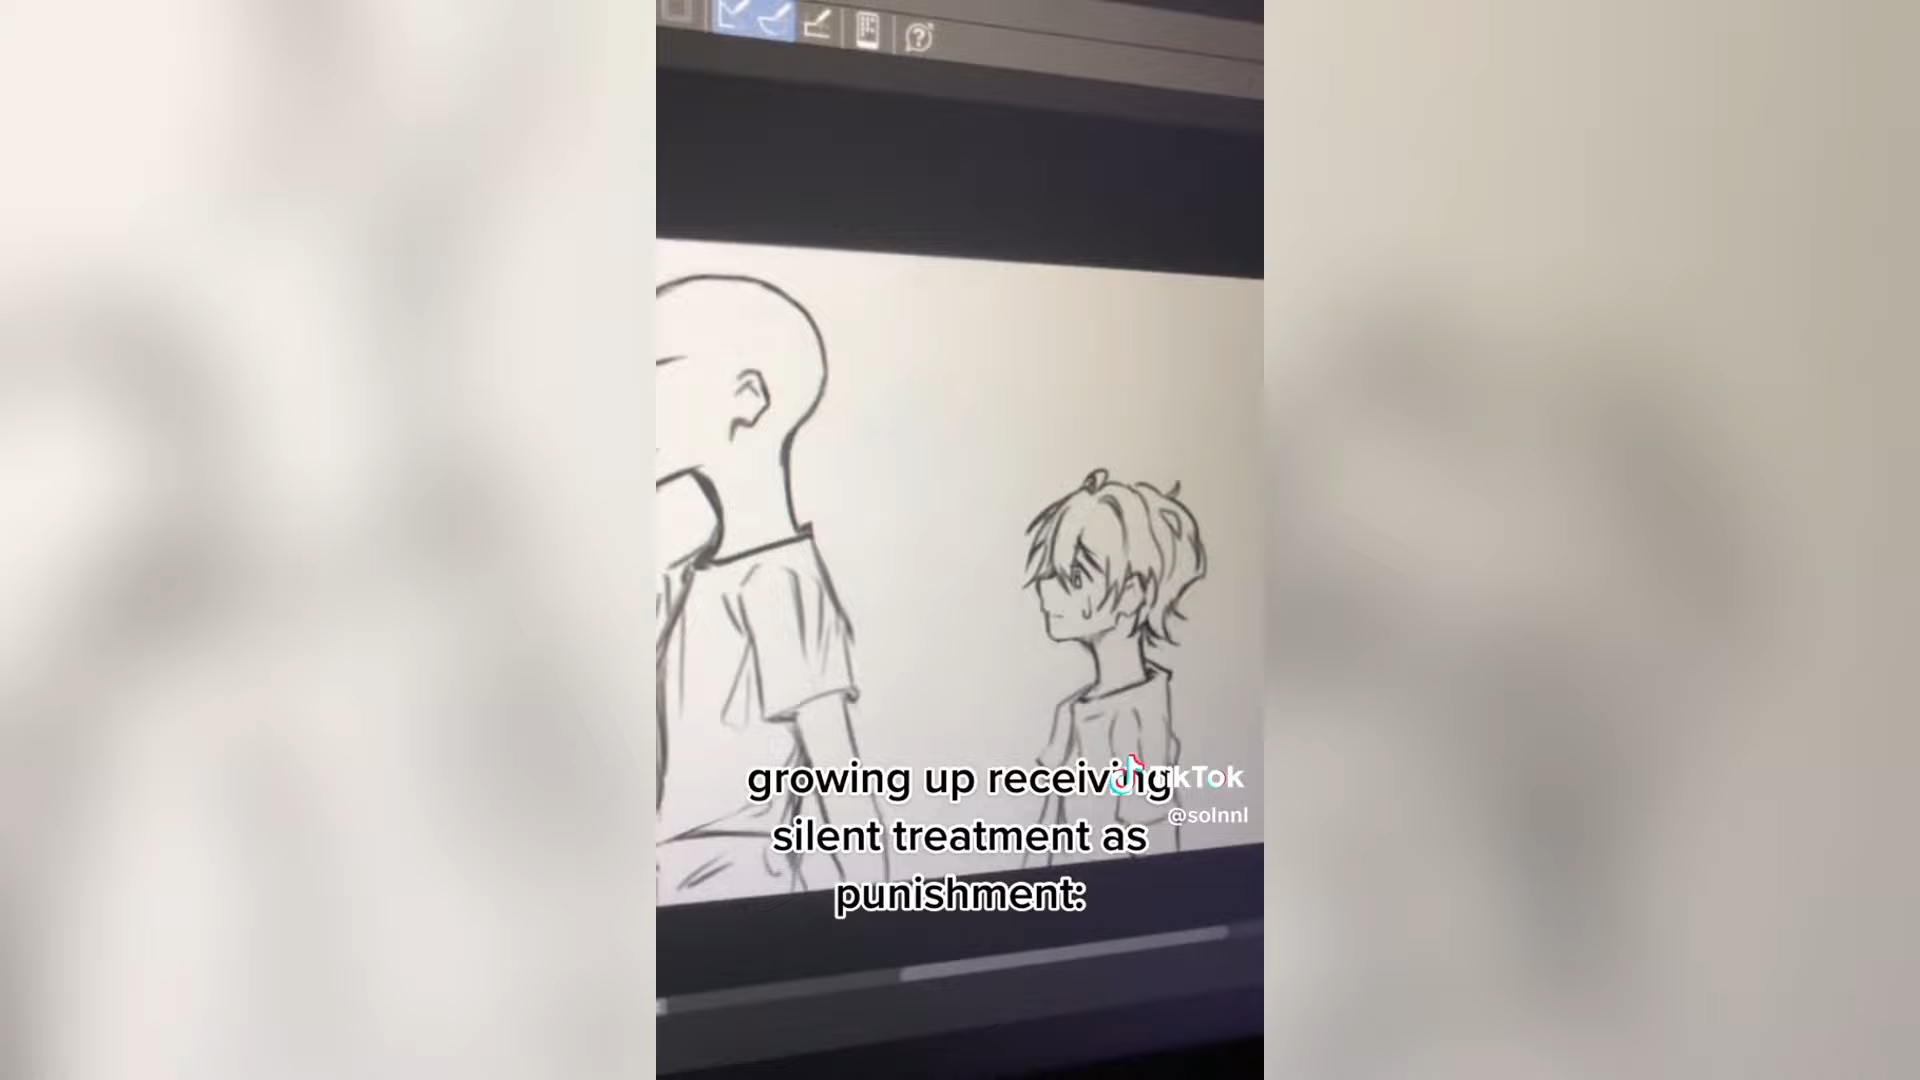 growing up receiving
silent treatment as
punishment:
TikTok
@solnnl